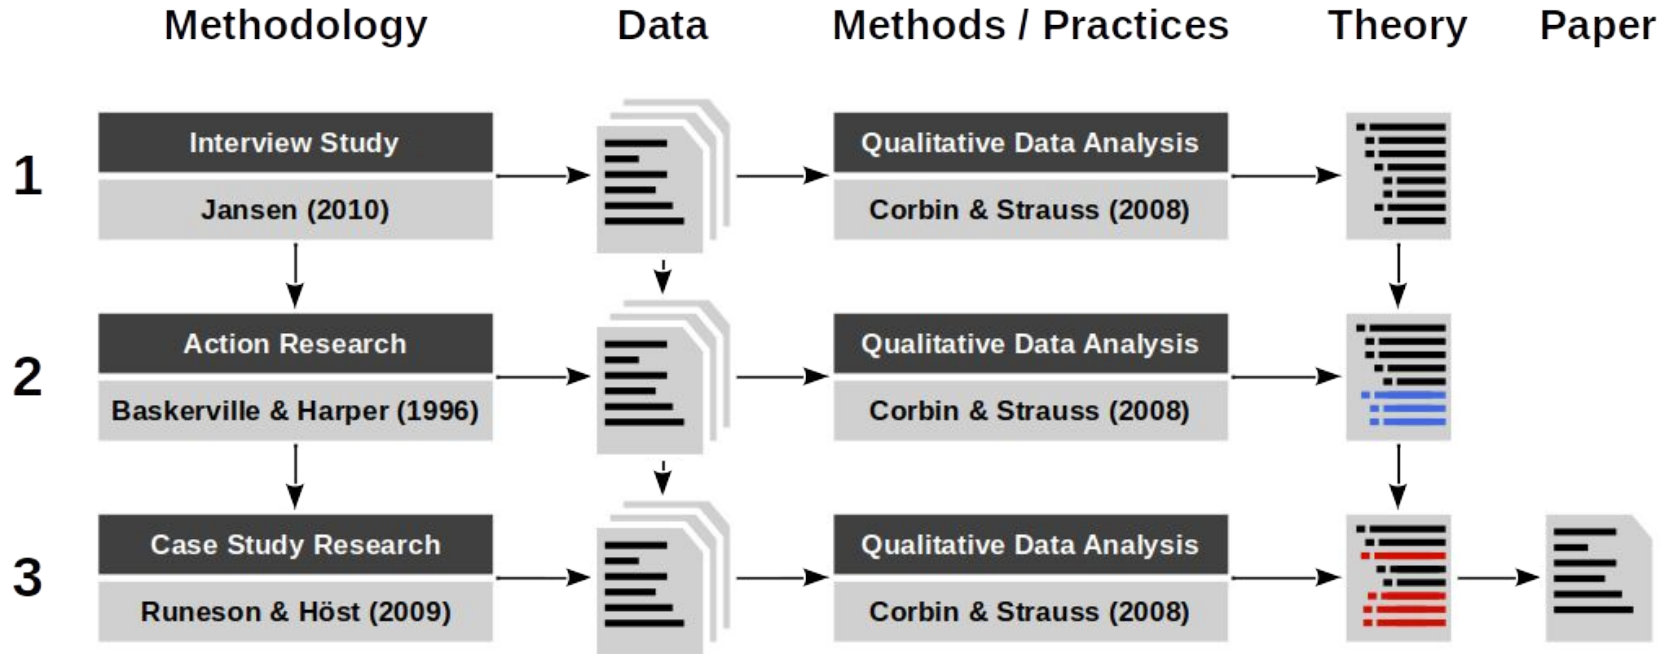 Methodology Data Methods / Practices Theory Paper
1
Interview Study
Jansen (2010)
Qualitative Data Analysis
Corbin & Strauss (2008)
2
Action Research
Baskerville & Harper (1996)
Qualitative Data Analysis
Corbin & Strauss (2008)
3
Case Study Research
Runeson & Höst (2009)
Qualitative Data Analysis
Corbin & Strauss (2008)